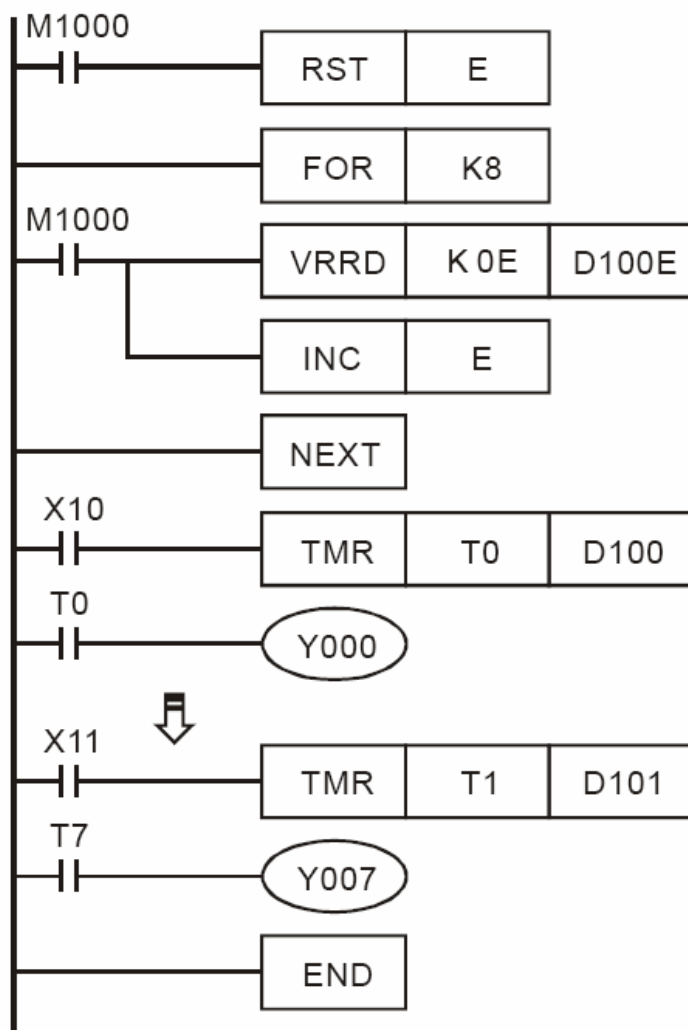 M1000
RST E
FOR K8
M1000
VRRD K 0E D100E
INC E
NEXT
X10
TMR T0 D100
T0
Y000
X11
TMR T1 D101
T7
Y007
END